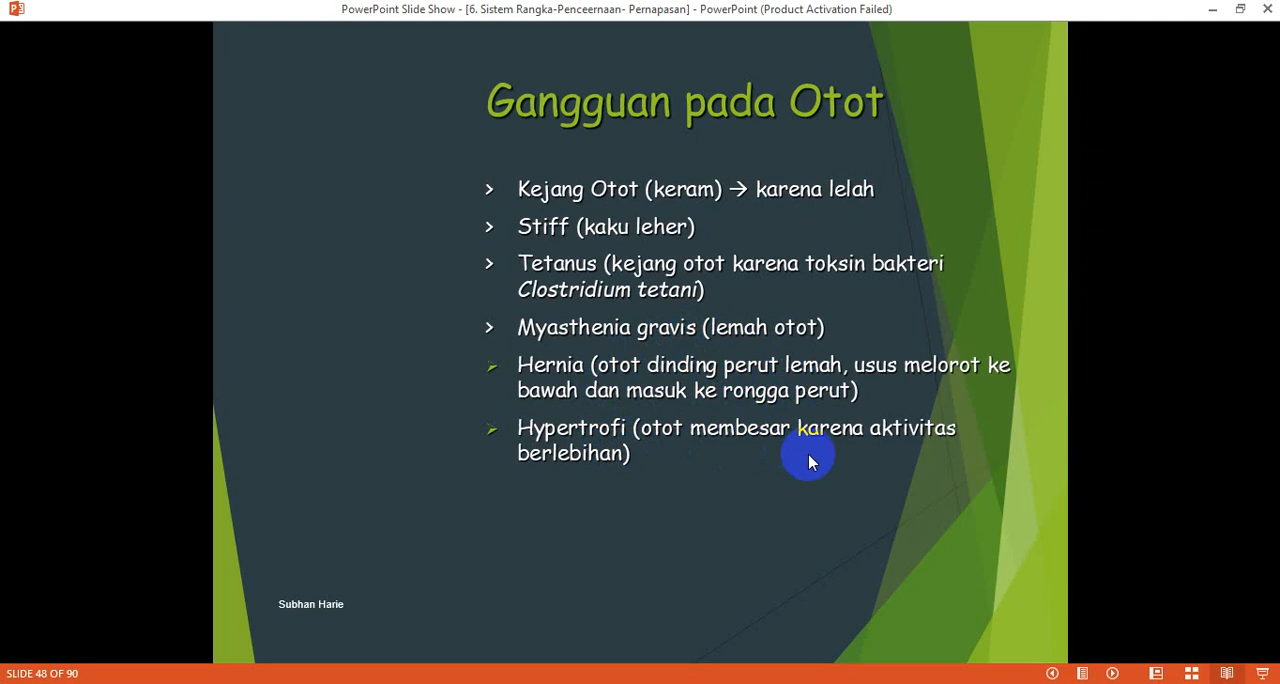 PowerPoint Slide Show - [6. Sistem Rangka-Penceernaan- Pernapasan] - PowerPoint (Product Activation Failed)
Gangguan pada Otot
> Kejang Otot (keram) → karena lelah
> Stiff (kaku leher)
> Tetanus (kejang otot karena toksin bakteri
Clostridium tetani)
> Myasthenia gravis (lemah otot)
➢ Hernia (otot dinding perut lemah, usus melorot ke
bawah dan masuk ke rongga perut)
➢ Hypertrofi (otot membesar karena aktivitas
berlebihan)
Subhan Harie
SLIDE 48 OF 90